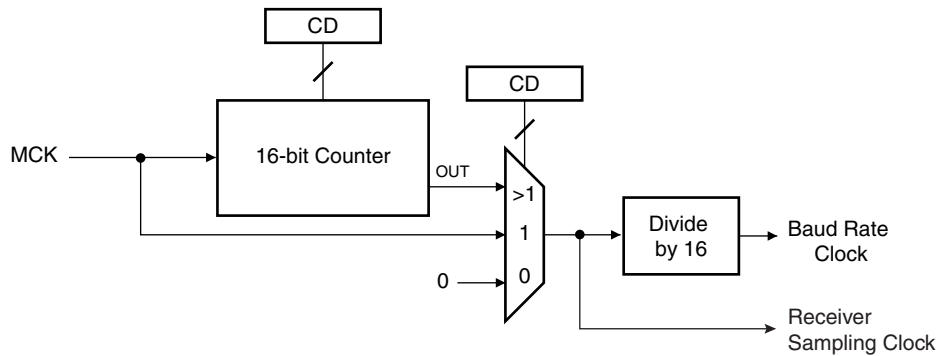 CD
CD
MCK
16-bit Counter
OUT
>1
1
0
0
Divide
by 16
Baud Rate
Clock
Receiver
Sampling Clock